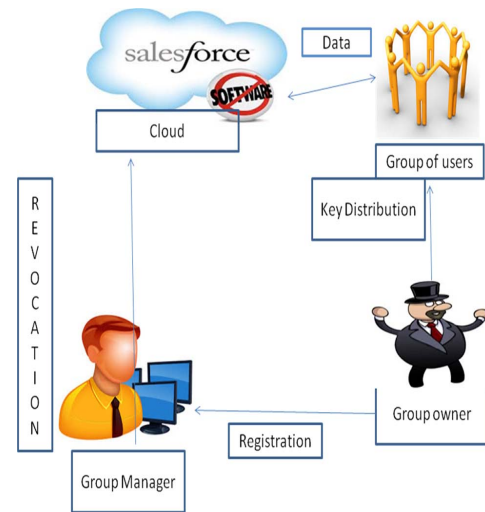 salesforce
SOFTWARE
Data
Cloud
Group of users
Key Distribution
R
E
V
O
C
A
T
I
O
N
Group owner
Registration
Group Manager